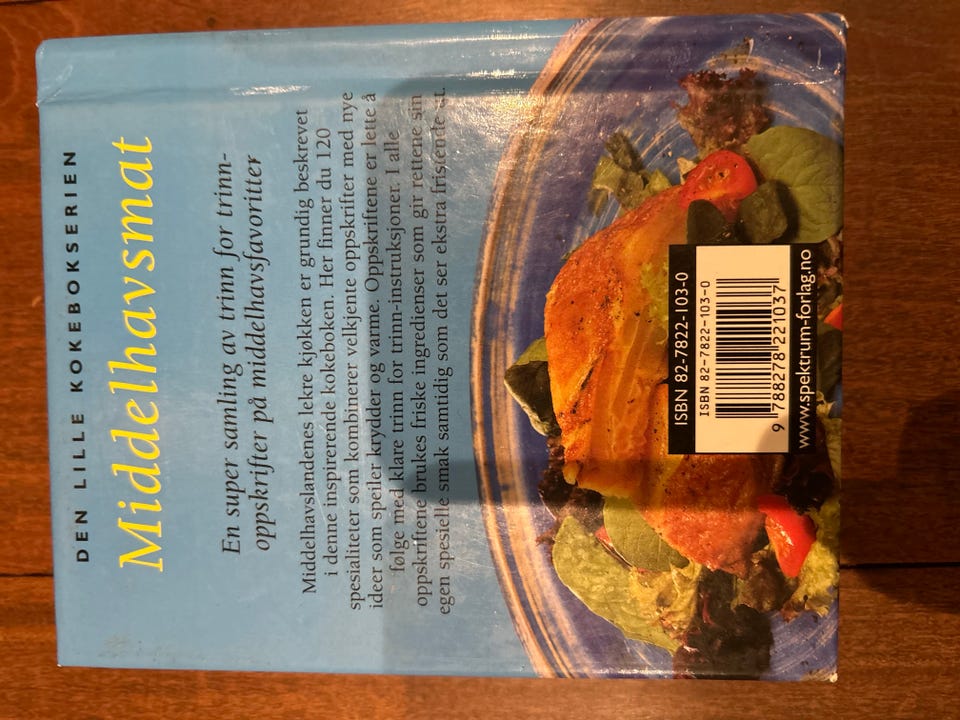 DEN LILLE KOKEBOKSERIEN
Middelhavsmat
En super samling av trinn for trinn-
oppskrifter på middelhavsfavoritter
Middelhavslandenes lekre kjøkken er grundig beskrevet
i denne inspirerende kokeboken. Her finner du 120
spesialiteter som kombinerer velkjente oppskrifter med nye
ideer som speiler krydder og varme. Oppskriftene er lette å
følge med klare trinn for trinn-instruksjoner. I alle
oppskriftene brukes friske ingredienser som gir rettene sin
egen spesielle smak samtidig som det ser ekstra fristende ut.
ISBN 82-7822-103-0
ISBN 82-7822-103-0
9 788278 221037
www.spektrum-forlag.no